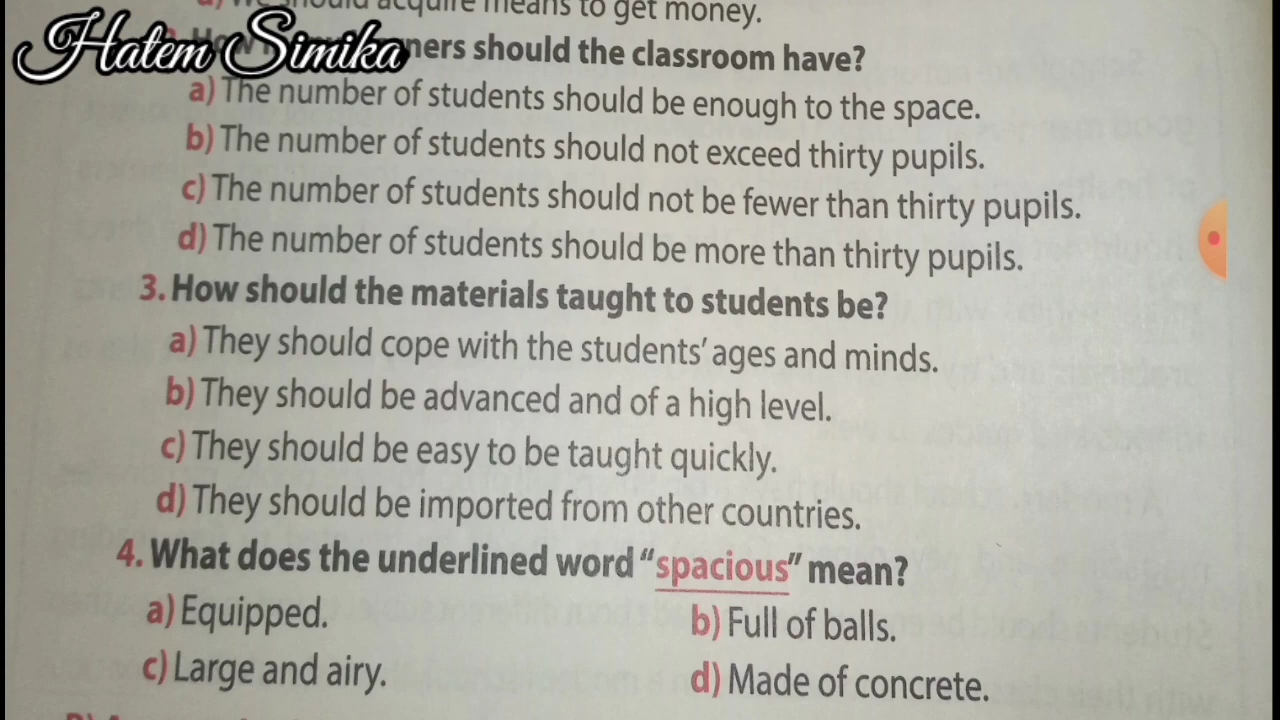 should acquire means to get money.
Hatem Simika
should the classroom have?
a) The number of students should be enough to the space.
b) The number of students should not exceed thirty pupils.
c) The number of students should not be fewer than thirty pupils.
d) The number of students should be more than thirty pupils.
3. How should the materials taught to students be?
a) They should cope with the students' ages and minds.
b) They should be advanced and of a high level.
c) They should be easy to be taught quickly.
d) They should be imported from other countries.
4. What does the underlined word "spacious" mean?
a) Equipped. b) Full of balls.
c) Large and airy. d) Made of concrete.